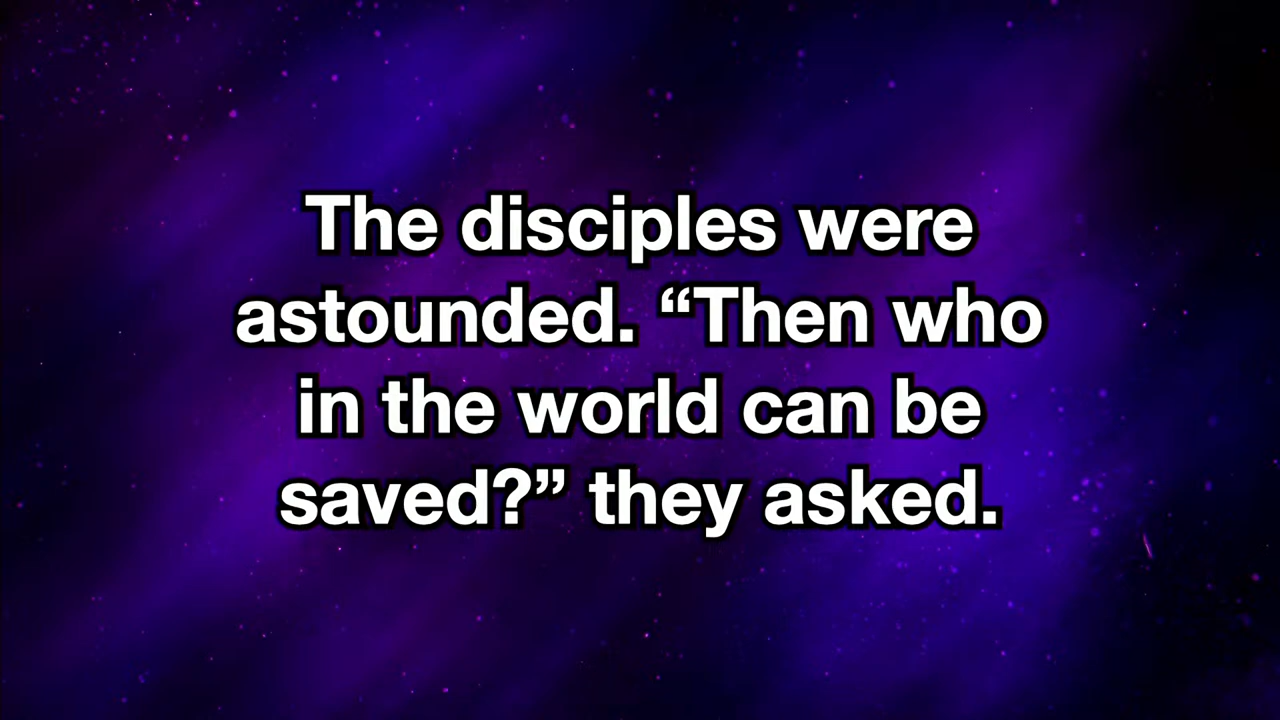 The disciples were
astounded. “Then who
in the world can be
saved?” they asked.